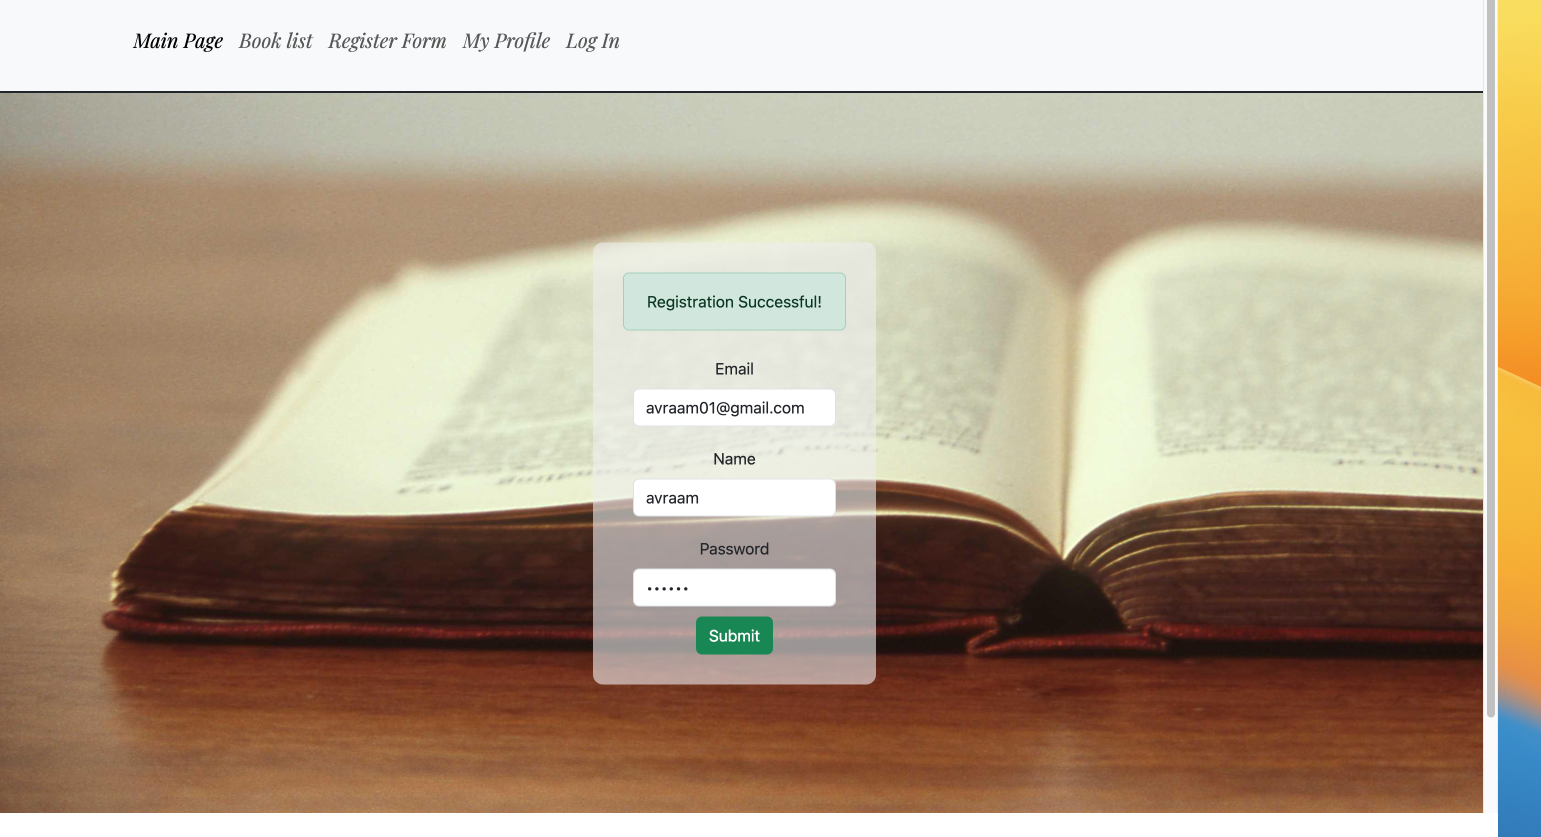 Main Page Book list Register Form My Profile Log In
Registration Successful!
Email
avraam01@gmail.com
Name
avraam
Password
••••••
Submit